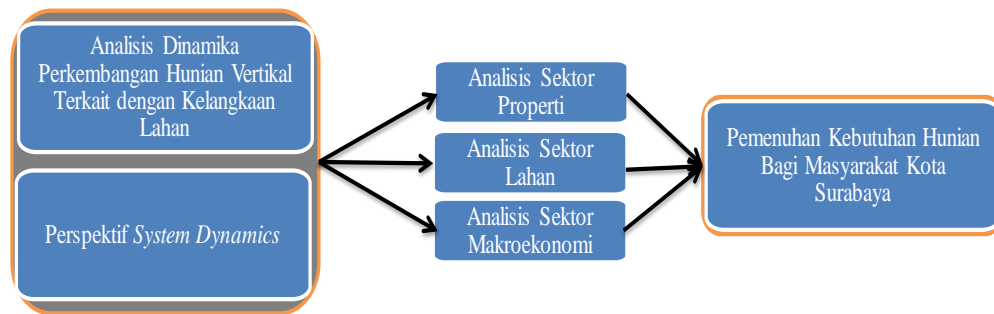 Analisis Dinamika
Perkembangan Hunian Vertikal
Terkait dengan Kelangkaan
Lahan
Perspektif System Dynamics
Analisis Sektor
Properti
Analisis Sektor
Lahan
Analisis Sektor
Makroekonomi
Pemenuhan Kebutuhan Hunian
Bagi Masyarakat Kota
Surabaya